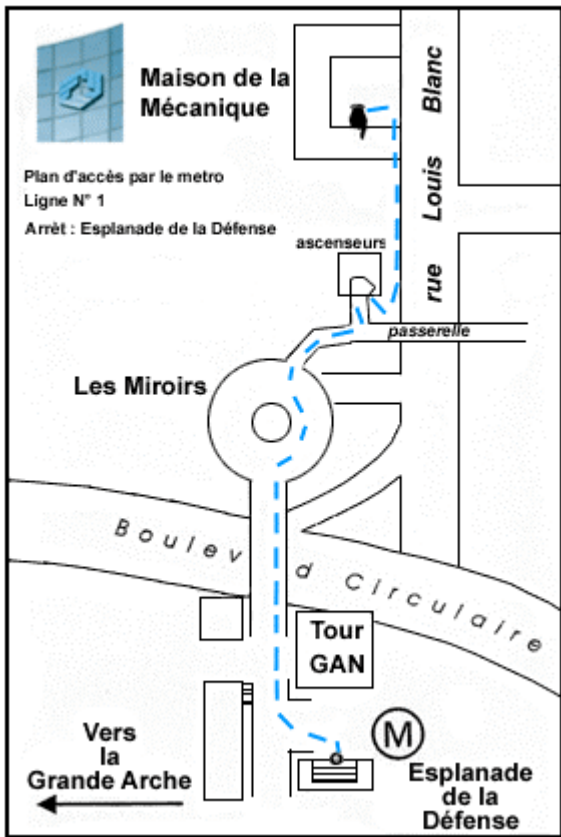 Maison de la
Mécanique
Plan d'accès par le metro
Ligne N° 1
Arrêt : Esplanade de la Défense
rue Louis Blanc
ascenseurs
passerelle
Les Miroirs
Boulev d Circulaire
Tour
GAN
Vers
la
Grande Arche
M
Esplanade
de la
Défense